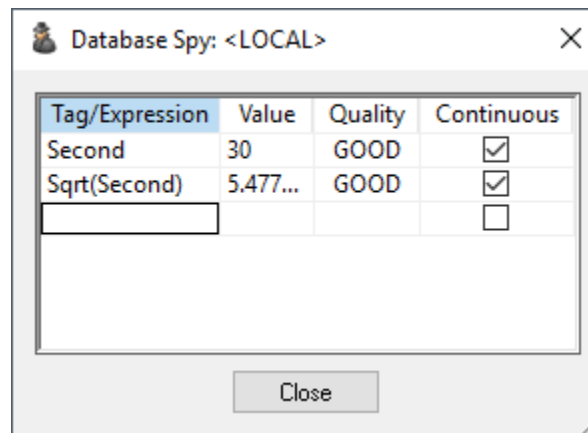 Database Spy: <LOCAL>
Tag/Expression Value Quality Continuous
Second 30 GOOD
Sqrt(Second) 5.477... GOOD
Close